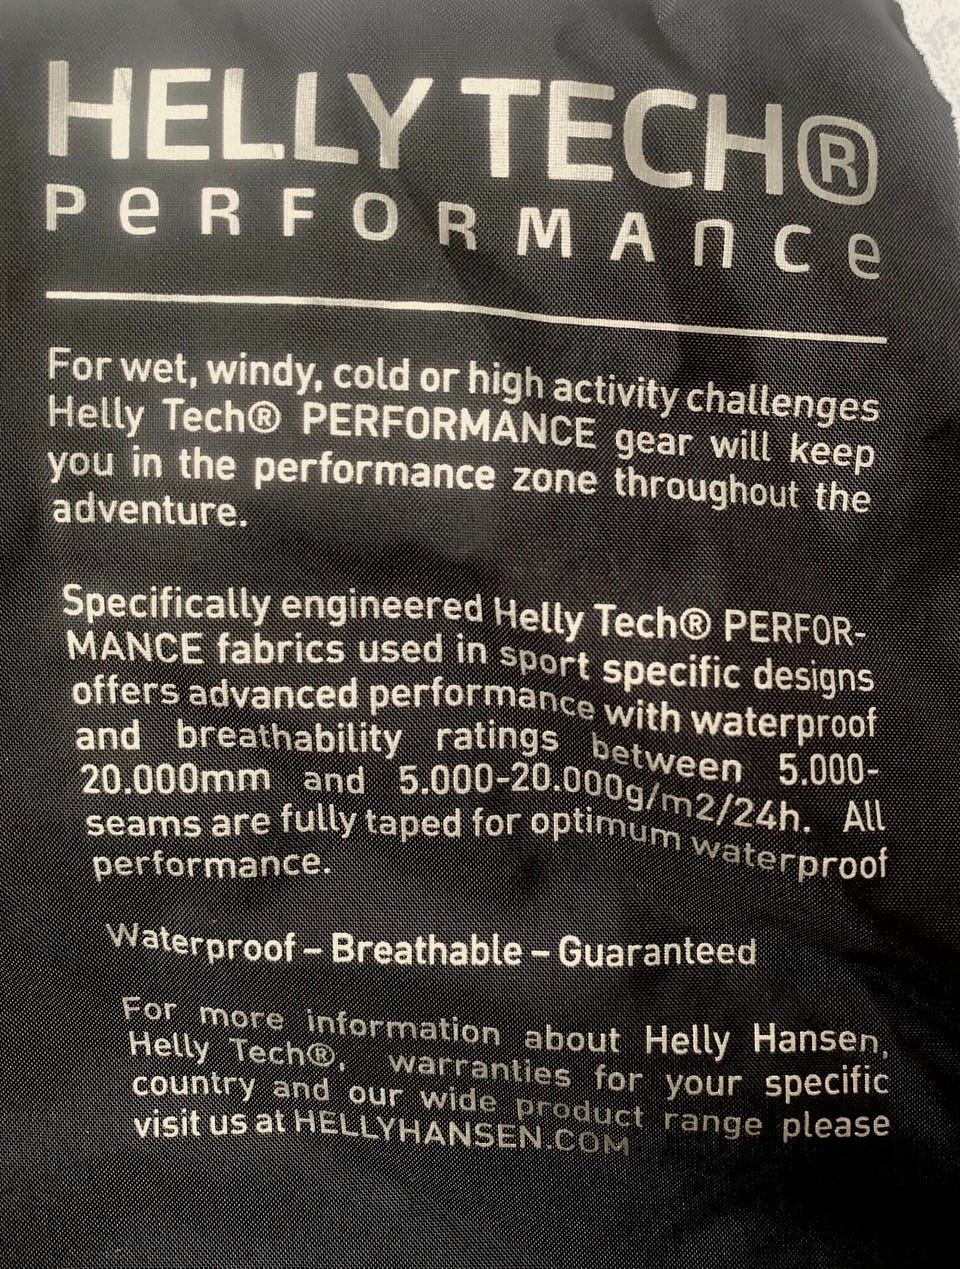 HELLY TECH®
PeRFORMAnCe
For wet, windy, cold or high activity challenges
Helly Tech® PERFORMANCE gear will keep
you in the performance zone throughout the
adventure.
Specifically engineered Helly Tech® PERFOR-
MANCE fabrics used in sport specific designs
offers advanced performance with waterproof
and breathability ratings between 5.000-
20.000mm and 5.000-20.000g/m2/24h. All
seams are fully taped for optimum waterproof
performance.
Waterproof – Breathable – Guaranteed
For more information about Helly Hansen,
Helly Tech®, warranties for your specific
country and our wide product range please
visit us at HELLYHANSEN.COM